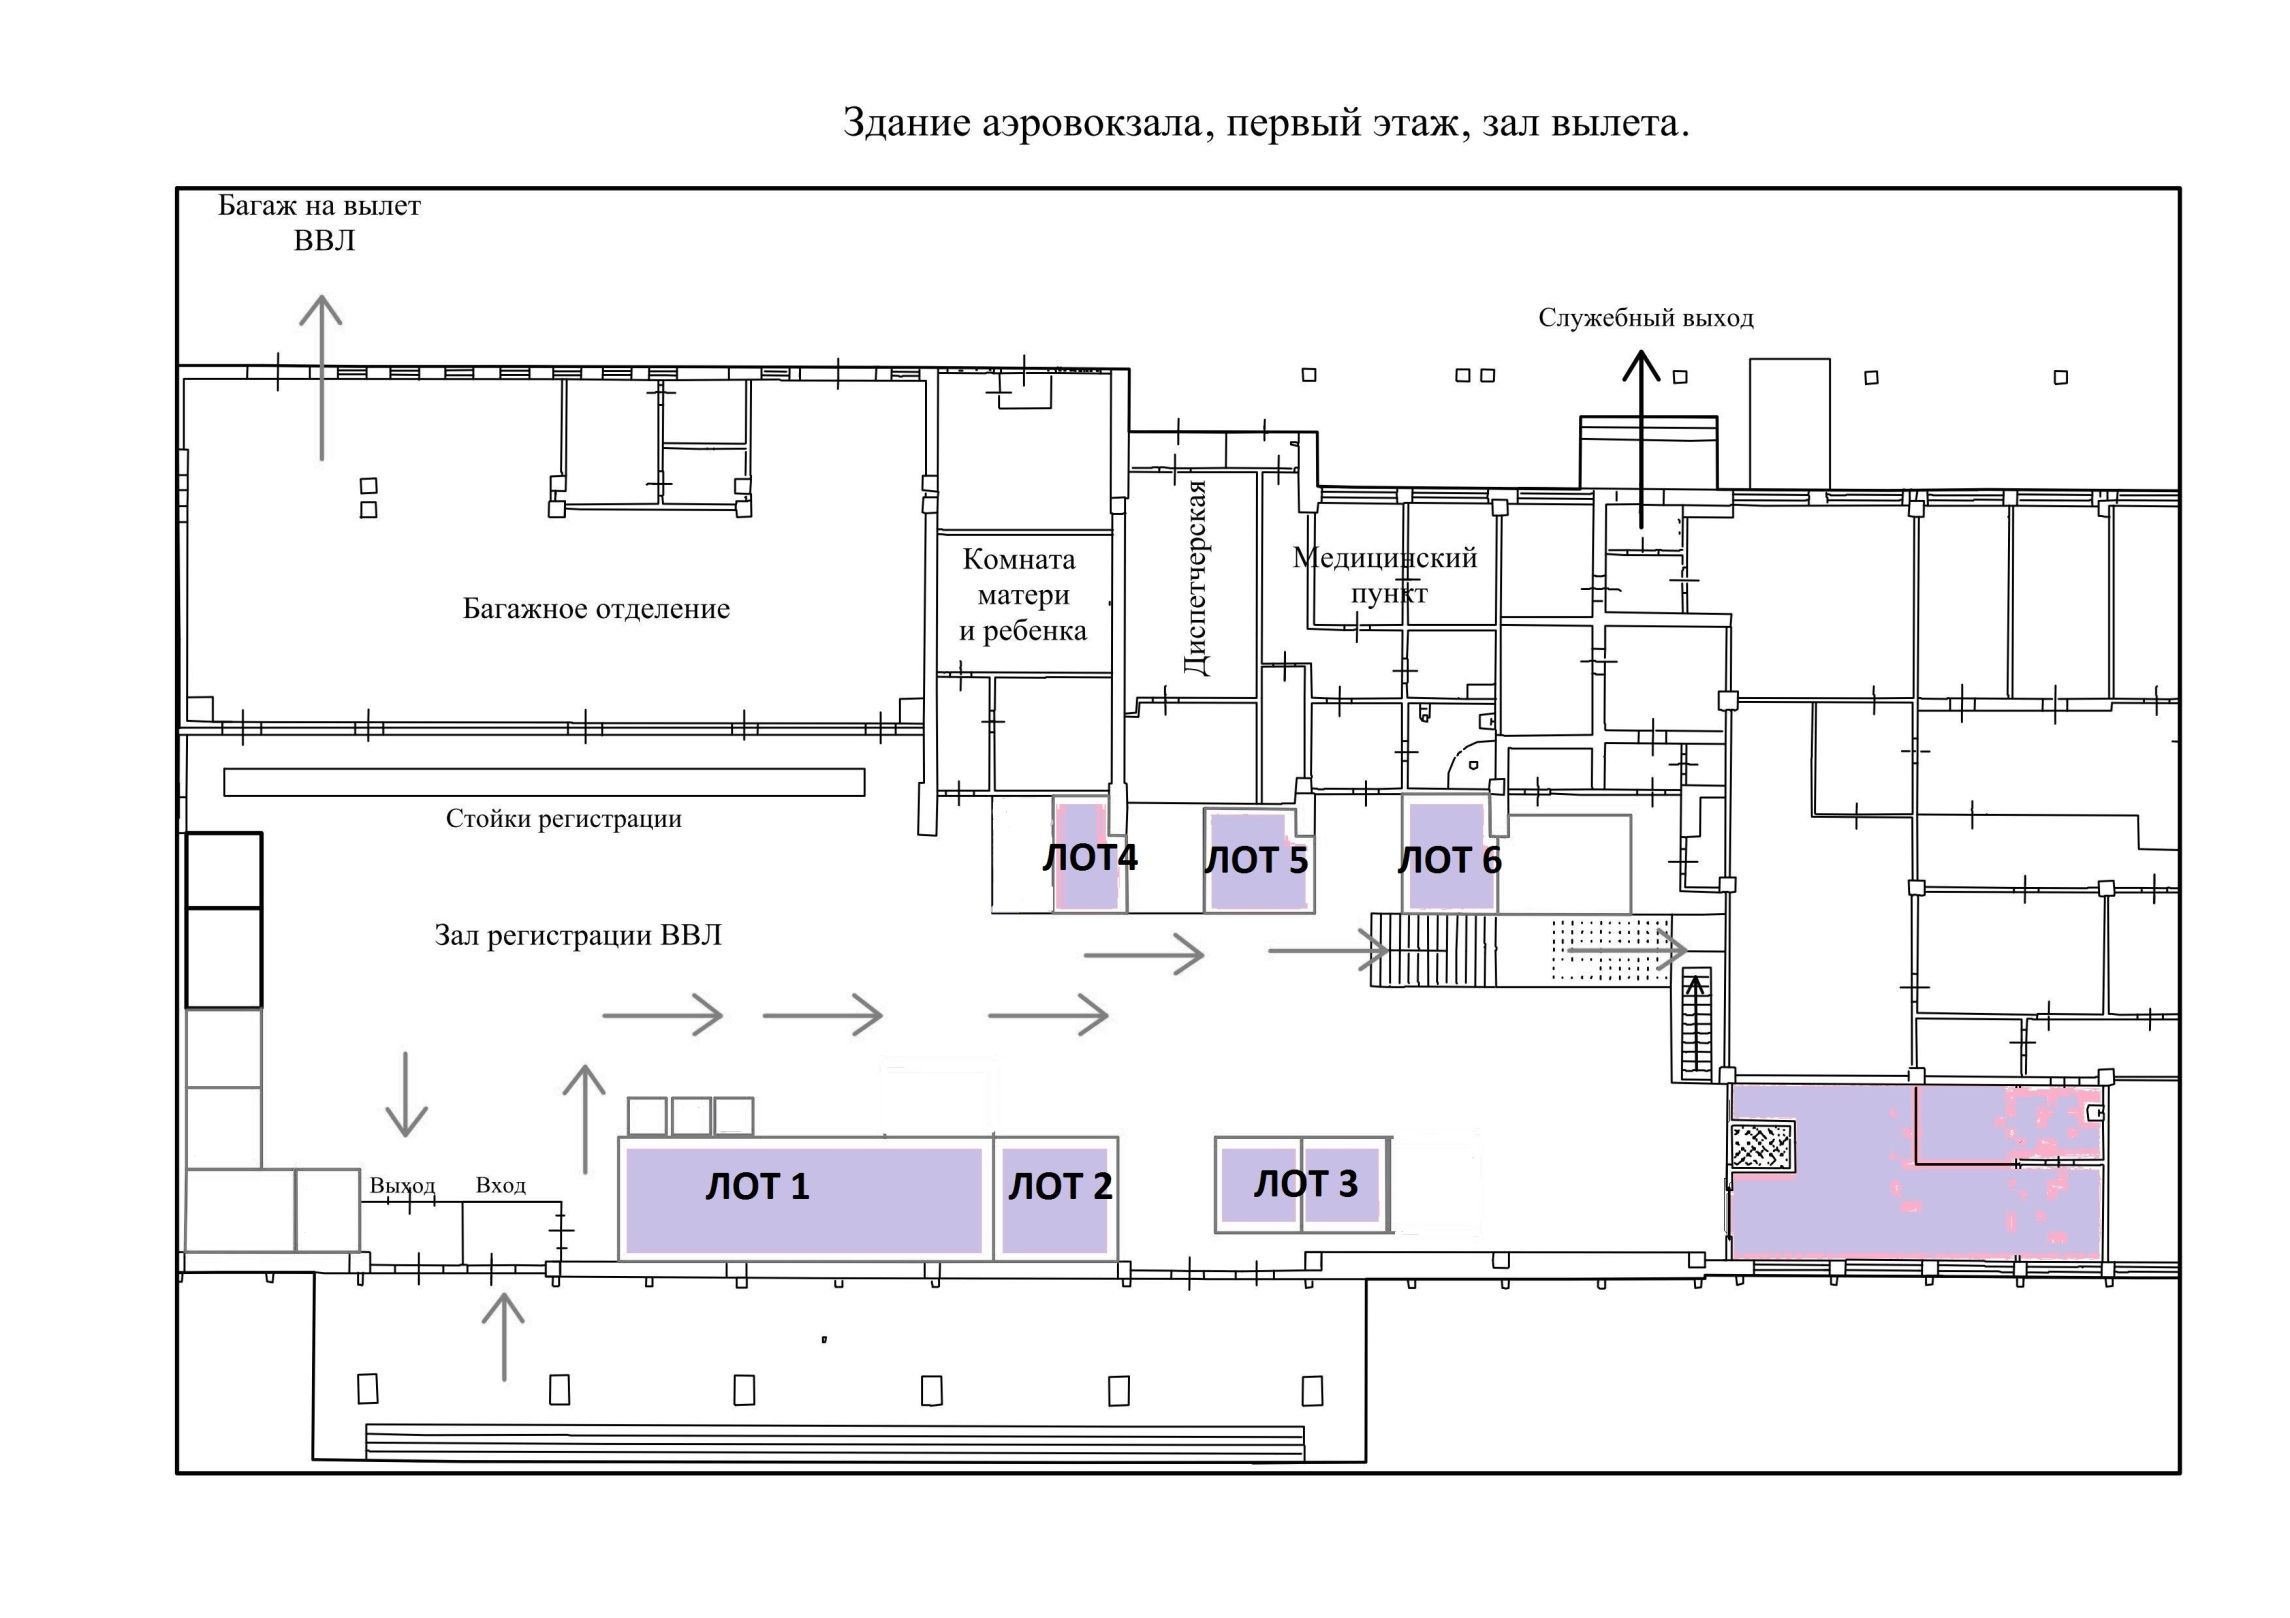 Здание аэровокзала, первый этаж, зал вылета.
Багаж на вылет
ВВЛ
Служебный выход
Багажное отделение
Комната
матери
и ребенка
Диспетчерская
Медицинский
пункт
Стойки регистрации
ЛОТ4
ЛОТ 5
ЛОТ 6
Зал регистрации ВВЛ
Выход
Вход
ЛОТ 1
ЛОТ 2
ЛОТ 3